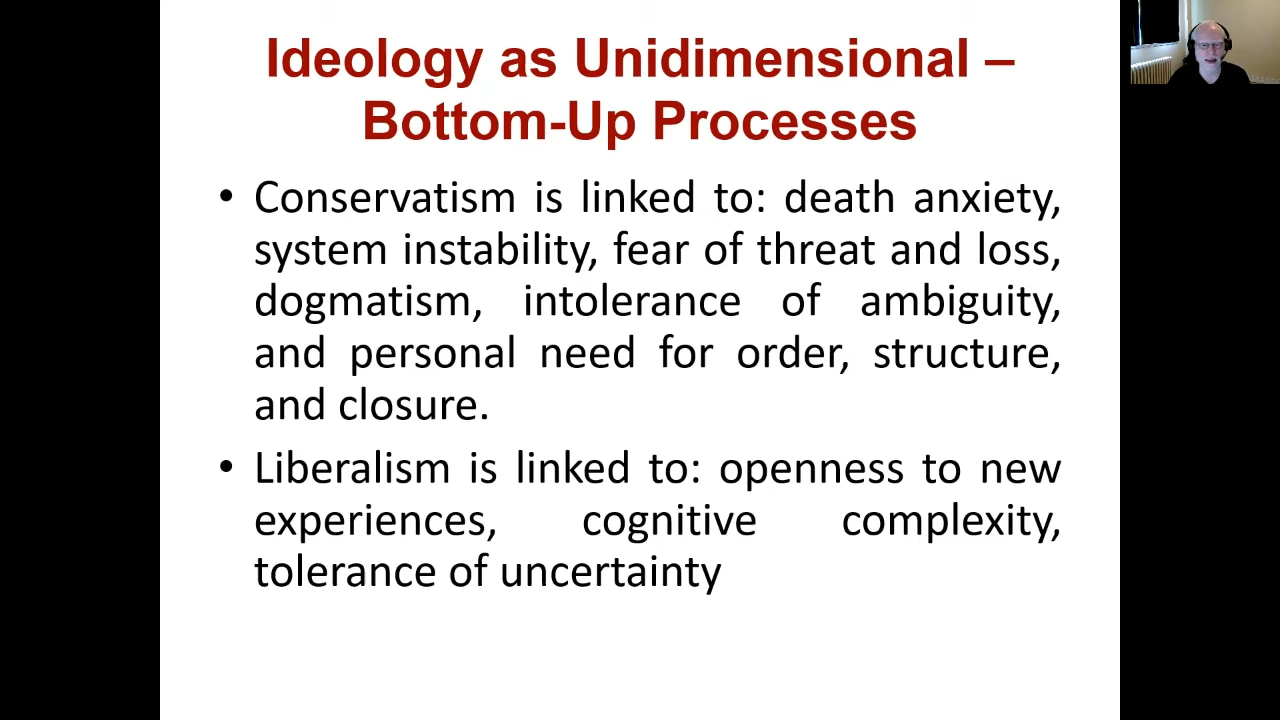 Ideology as Unidimensional –
Bottom-Up Processes
• Conservatism is linked to: death anxiety,
system instability, fear of threat and loss,
dogmatism, intolerance of ambiguity,
and personal need for order, structure,
and closure.
• Liberalism is linked to: openness to new
experiences, cognitive complexity,
tolerance of uncertainty